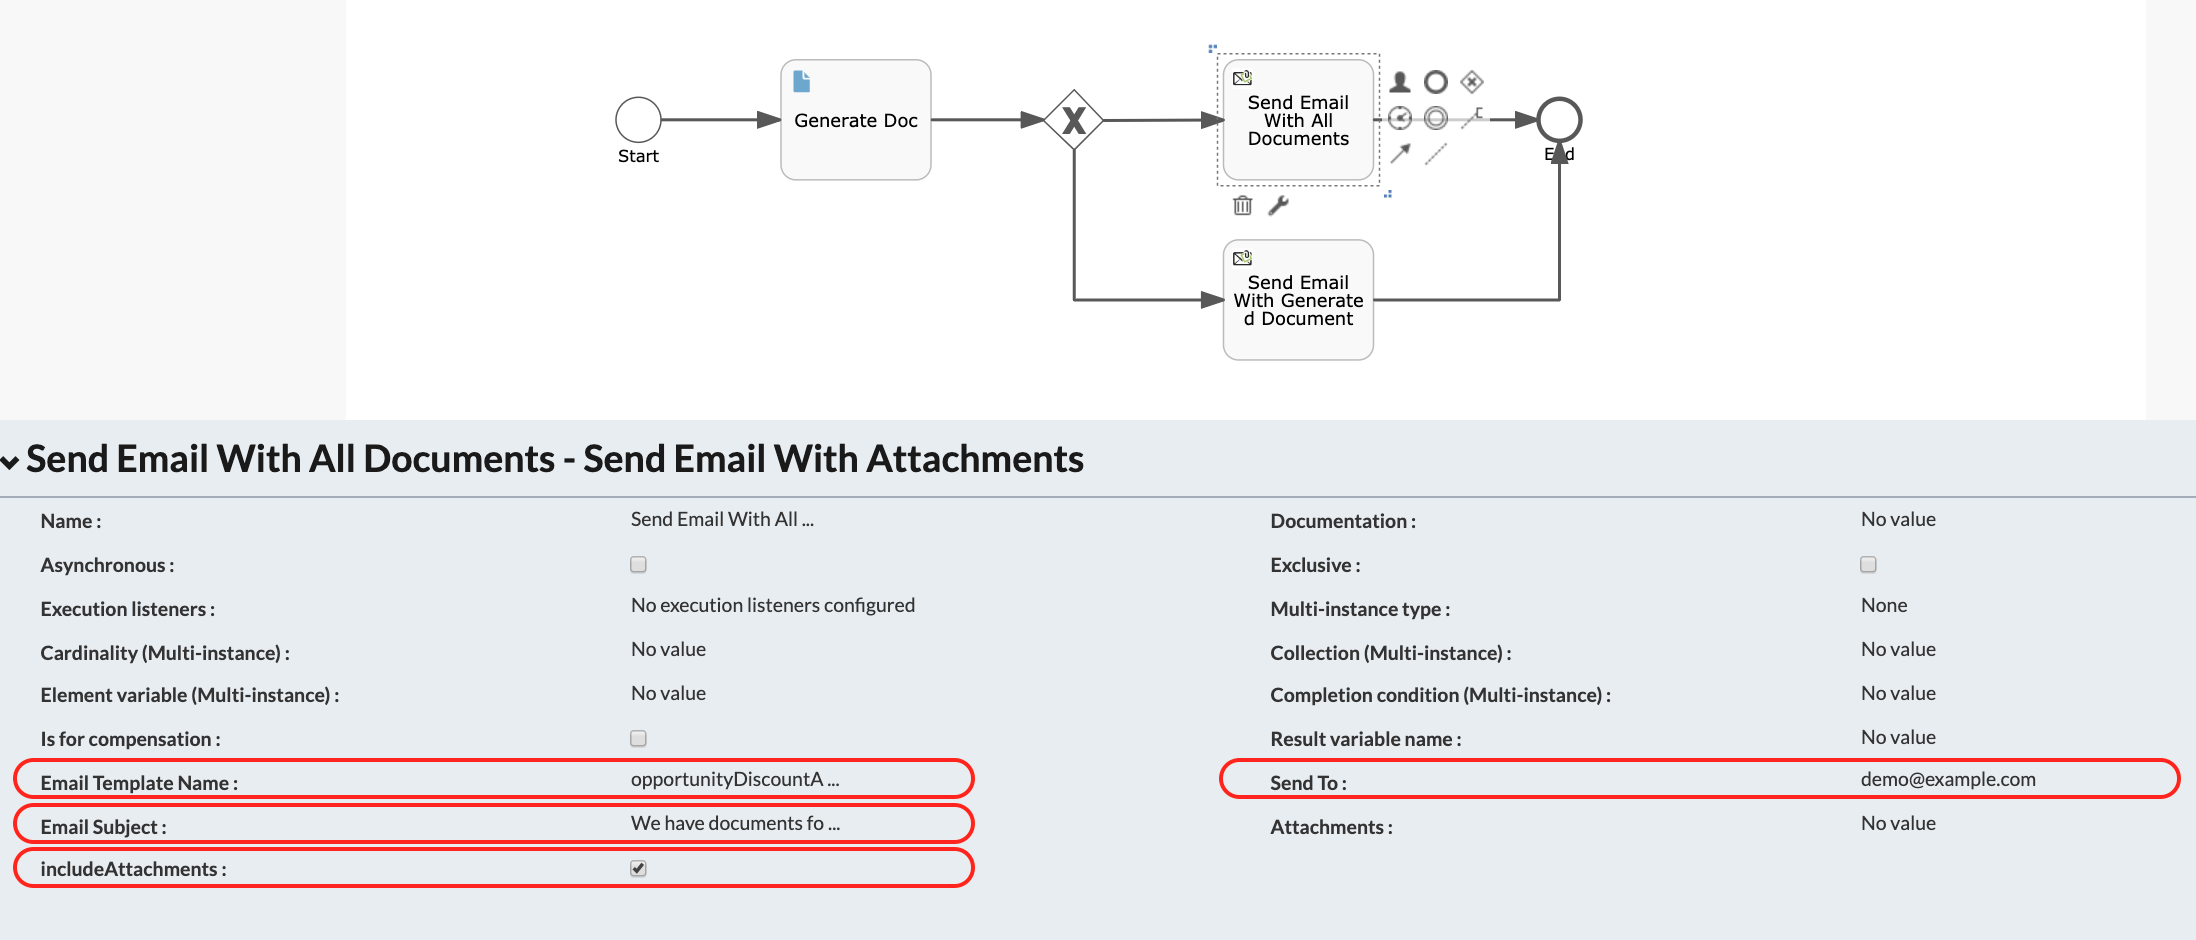 Start
Generate Doc
X
Send Email
With All
Documents
End
Send Email
With Generate
d Document
Send Email With All Documents - Send Email With Attachments
Name : Send Email With All ... Documentation : No value
Asynchronous : Exclusive :
Execution listeners : No execution listeners configured Multi-instance type : None
Cardinality (Multi-instance) : No value Collection (Multi-instance) : No value
Element variable (Multi-instance) : No value Completion condition (Multi-instance) : No value
Is for compensation : Result variable name : No value
Email Template Name : opportunityDiscountA ... Send To : demo@example.com
Email Subject : We have documents fo ... Attachments : No value
includeAttachments :